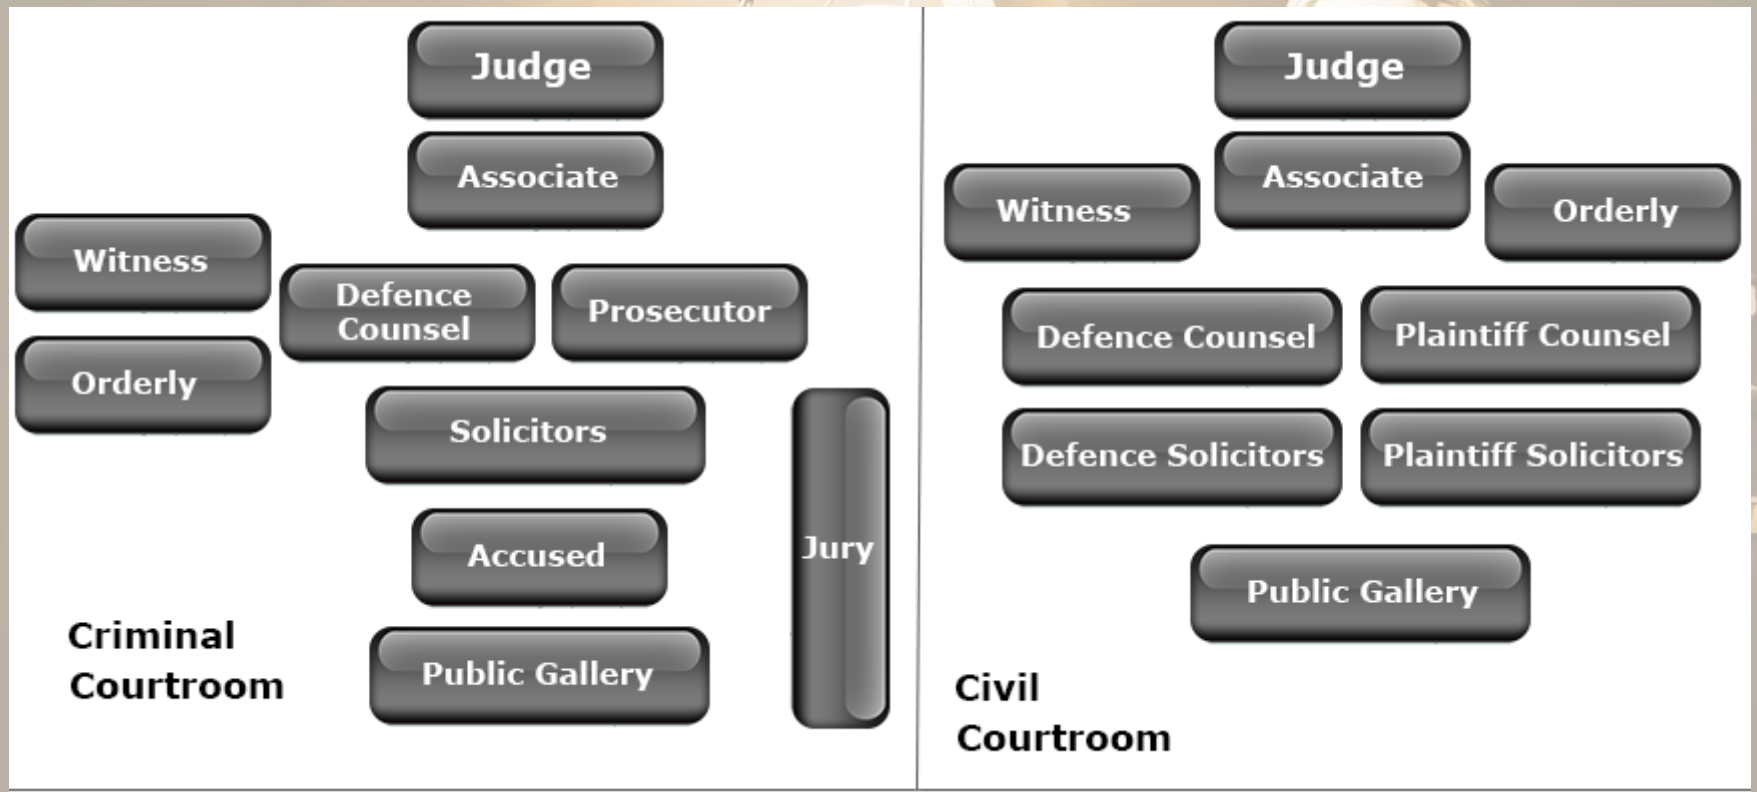 Judge
Associate
Witness
Defence
Counsel
Prosecutor
Orderly
Solicitors
Accused
Jury
Public Gallery
Criminal
Courtroom
Judge
Associate
Witness
Orderly
Defence Counsel
Plaintiff Counsel
Defence Solicitors
Plaintiff Solicitors
Public Gallery
Civil
Courtroom